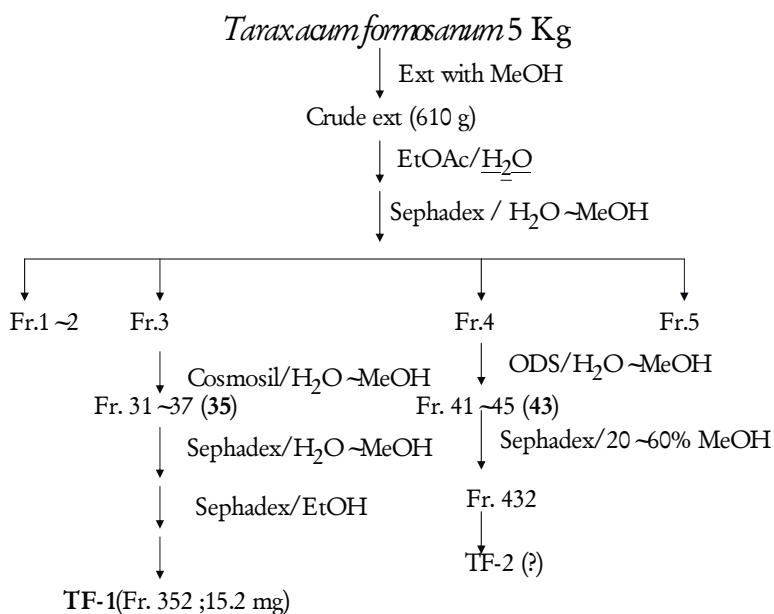 Taraxacum formosanum 5 Kg
Ext with MeOH
Crude ext (610 g)
EtOAc/H2O
Sephadex / H2O~MeOH
Fr.1~2 Fr.3 Fr.4 Fr.5
Cosmosil/H2O~MeOH ODS/H2O~MeOH
Fr. 31~37 (35) Fr. 41~45 (43)
Sephadex/H2O~MeOH Sephadex/20~60% MeOH
Sephadex/EtOH Fr. 432
TF-2 (?)
TF-1(Fr. 352 ;15.2 mg)